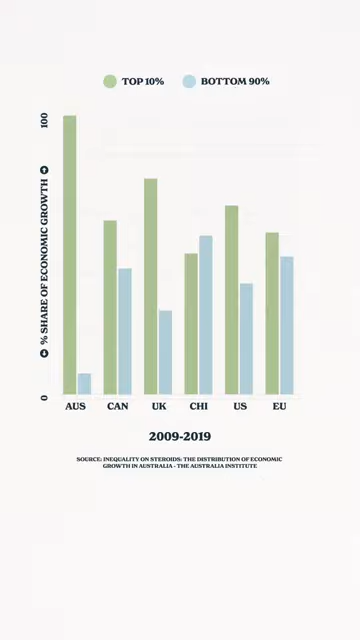 TOP 10%
BOTTOM 90%
100
% SHARE OF ECONOMIC GROWTH
0
AUS CAN UK CHI US EU
2009-2019
SOURCE: INEQUALITY ON STEROIDS: THE DISTRIBUTION OF ECONOMIC
GROWTH IN AUSTRALIA - THE AUSTRALIA INSTITUTE